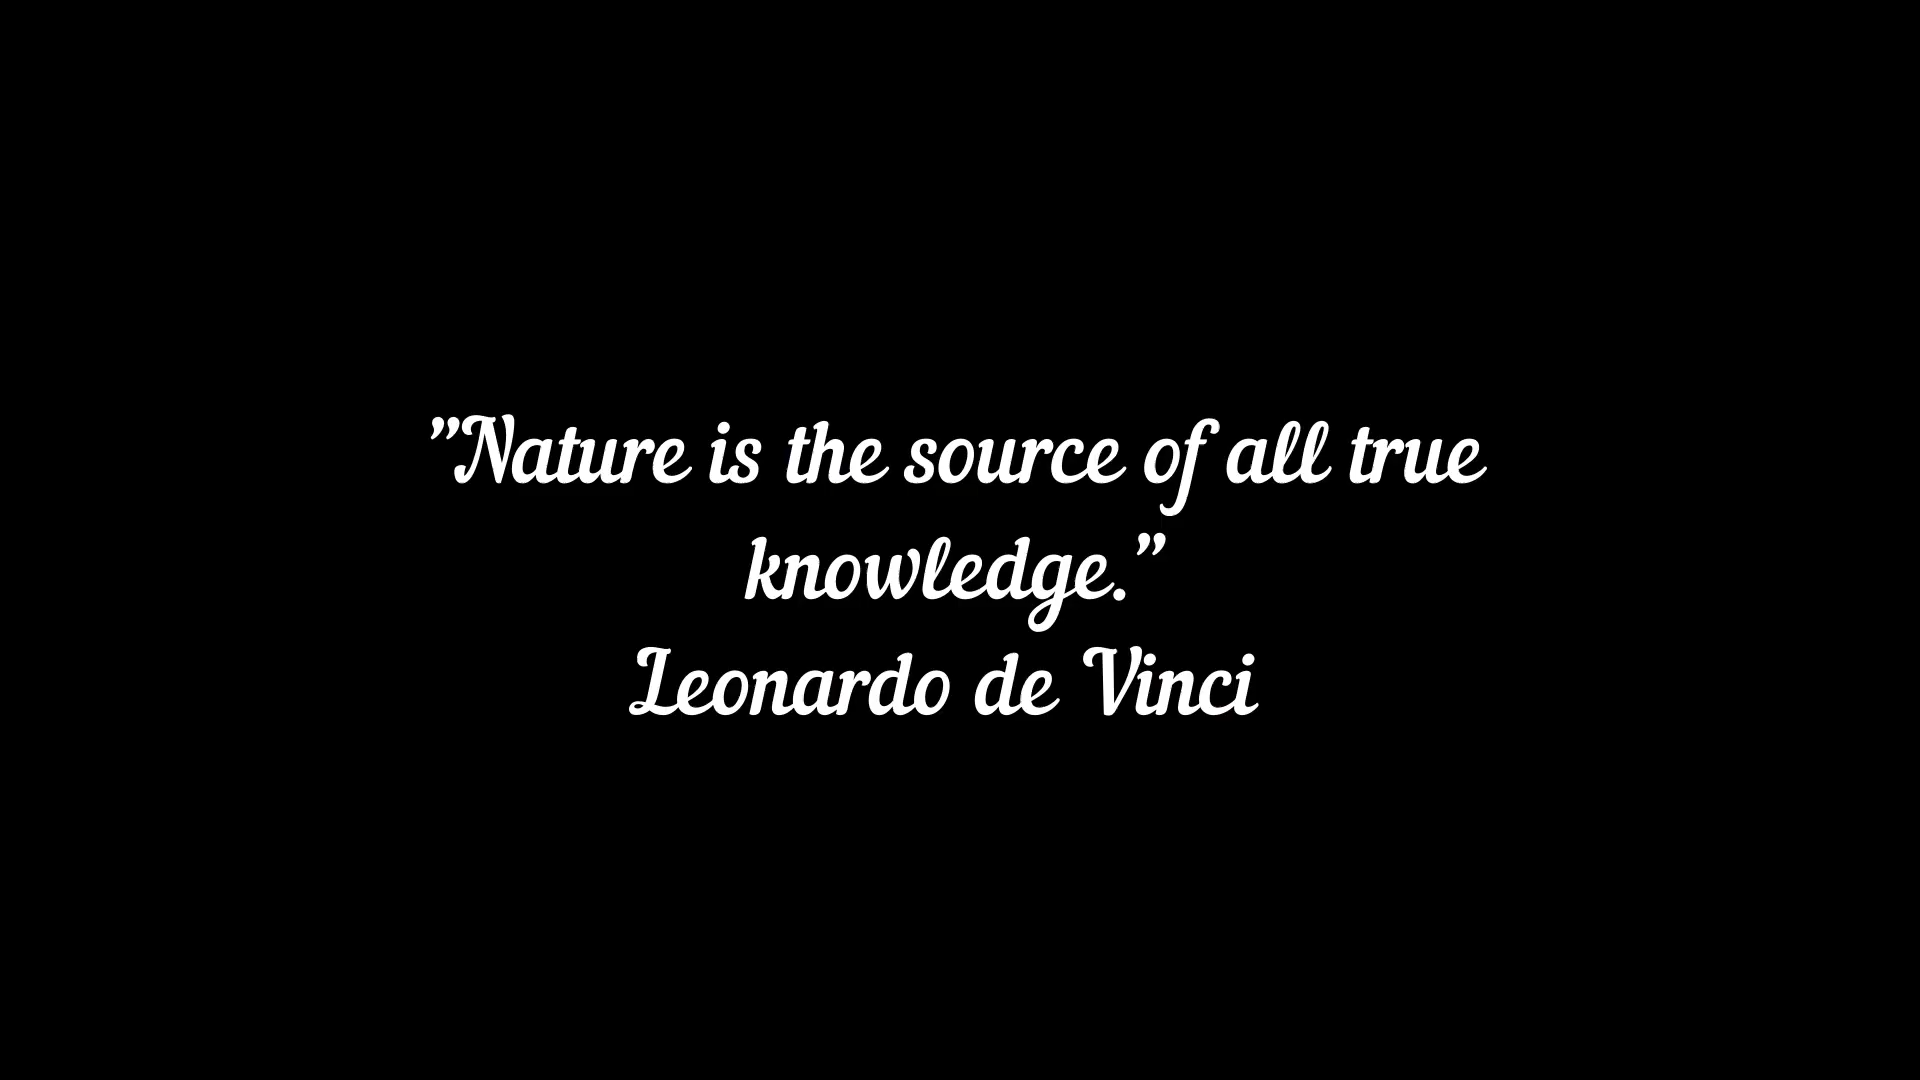 ”Nature is the source of all true
knowledge.”
Leonardo de Vinci